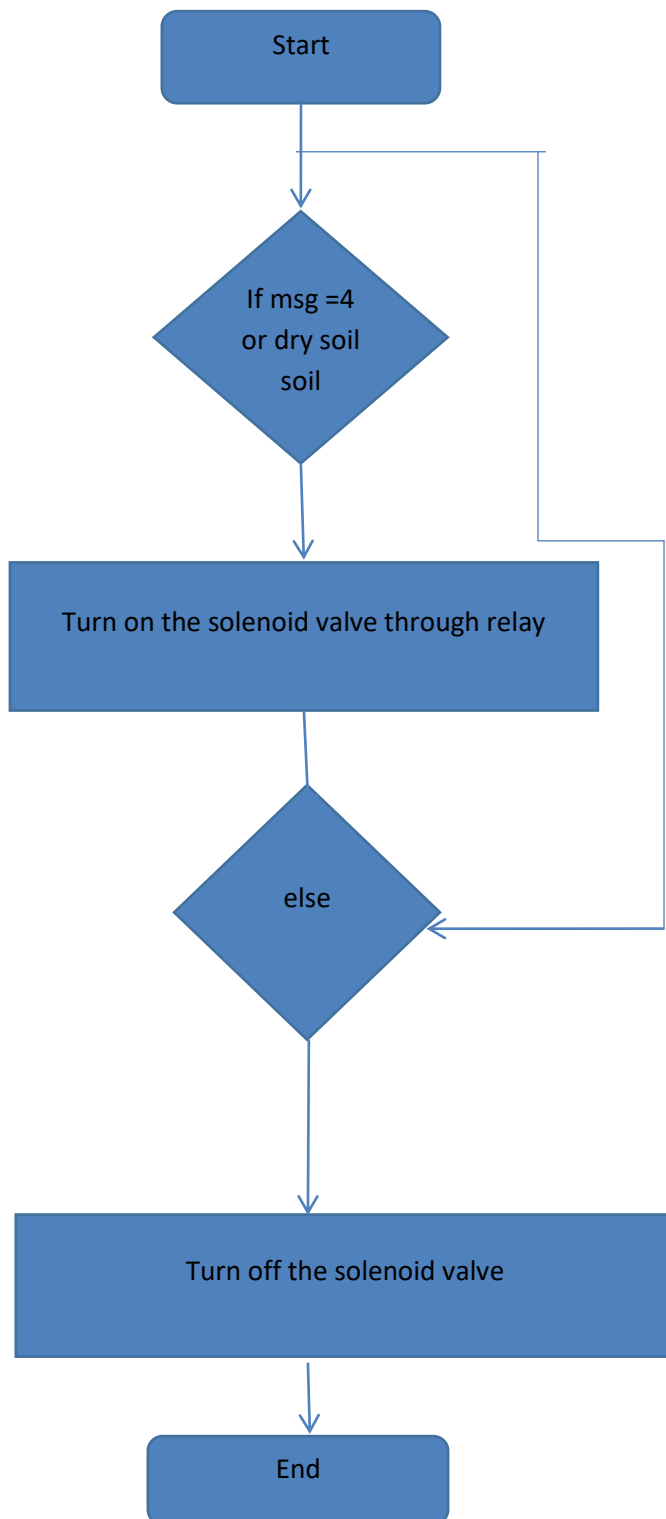 Start
If msg =4
or dry soil
soil
Turn on the solenoid valve through relay
else
Turn off the solenoid valve
End